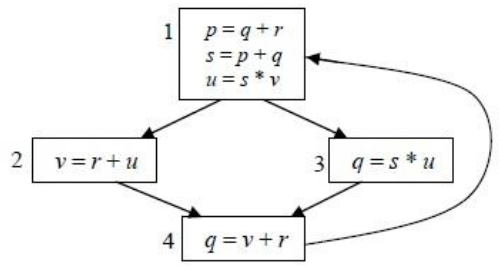 1
p = q + r
s = p + q
u = s * v
2
v = r + u
3
q = s * u
4
q = v + r